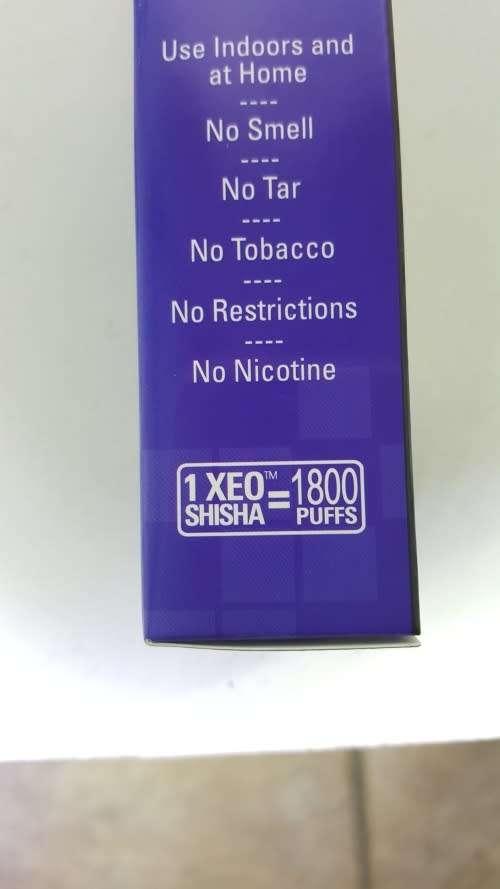 Use Indoors and
at Home
----
No Smell
----
No Tar
----
No Tobacco
----
No Restrictions
----
No Nicotine
1 XEO™ = 1800
SHISHA PUFFS